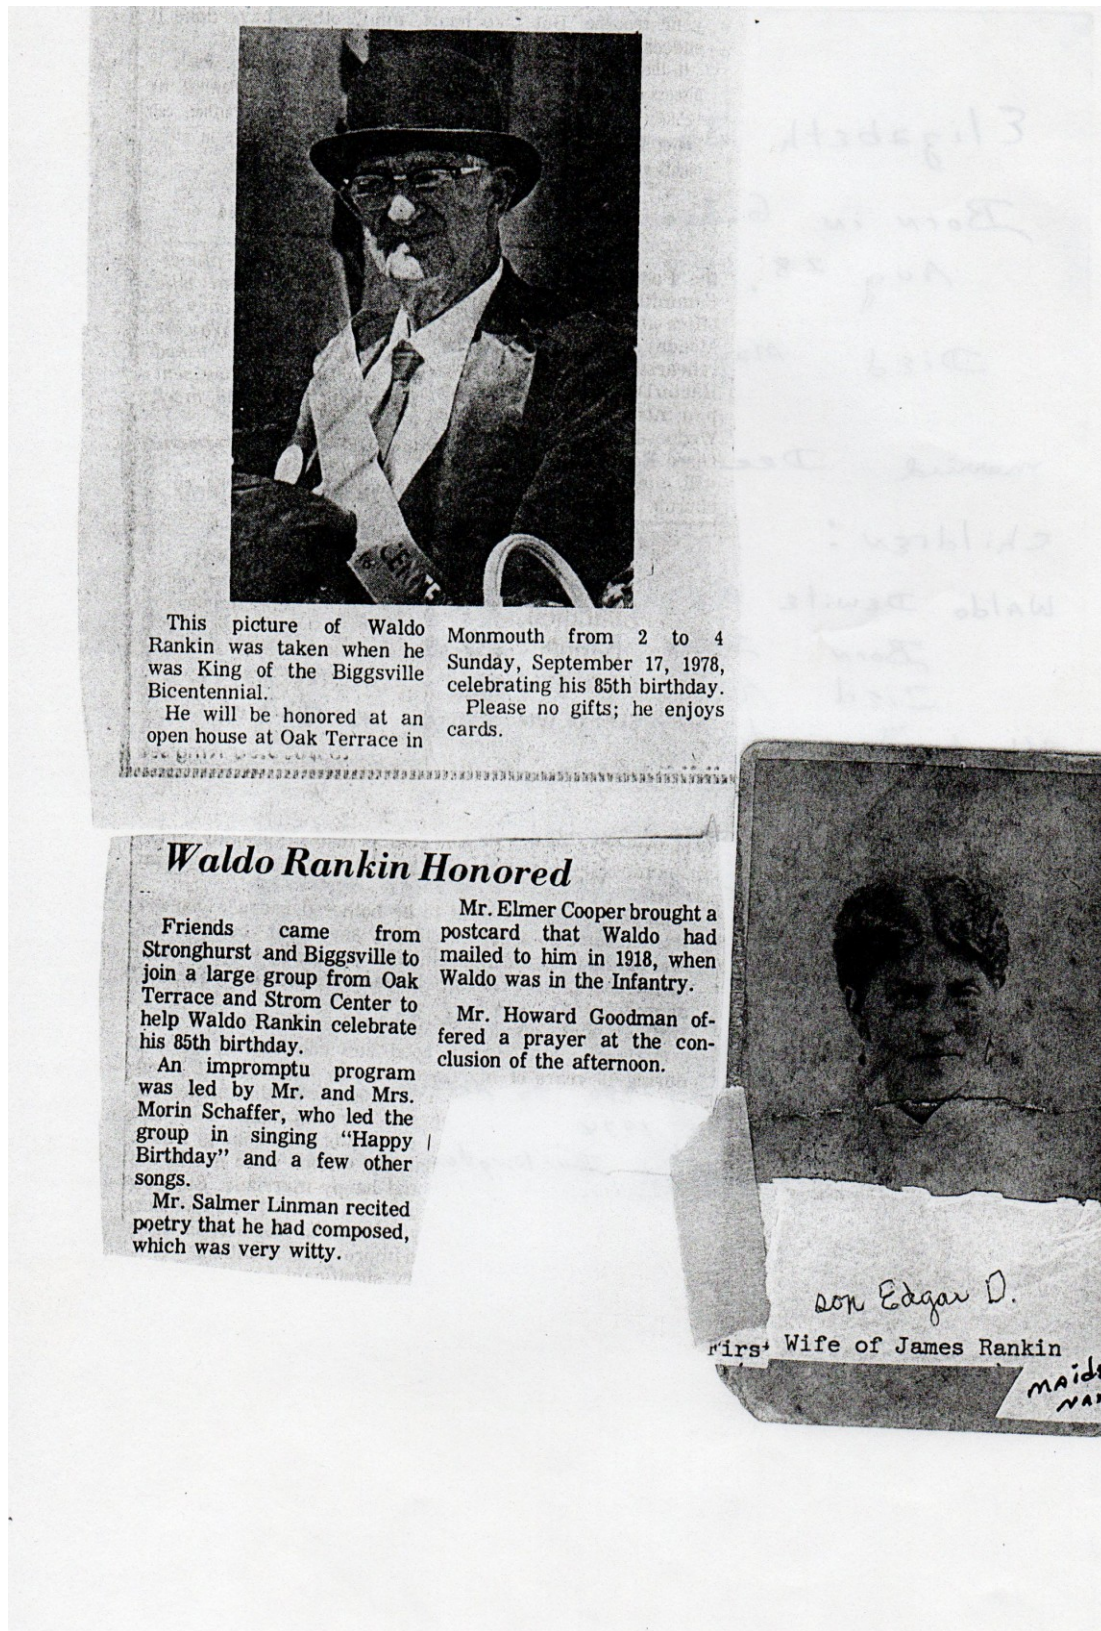 CENTE
This picture of Waldo
Rankin was taken when he
was King of the Biggsville
Bicentennial.
He will be honored at an
open house at Oak Terrace in
Monmouth from 2 to 4
Sunday, September 17, 1978,
celebrating his 85th birthday.
Please no gifts; he enjoys
cards.
Waldo Rankin Honored
Friends came from
Stronghurst and Biggsville to
join a large group from Oak
Terrace and Strom Center to
help Waldo Rankin celebrate
his 85th birthday.
An impromptu program
was led by Mr. and Mrs.
Morin Schaffer, who led the
group in singing "Happy
Birthday" and a few other
songs.
Mr. Salmer Linman recited
poetry that he had composed,
which was very witty.
Mr. Elmer Cooper brought a
postcard that Waldo had
mailed to him in 1918, when
Waldo was in the Infantry.
Mr. Howard Goodman of-
fered a prayer at the con-
clusion of the afternoon.
son Edgar D.
First Wife of James Rankin
Elizabeth
Born in
Aug 28,
Died
married Dec
Children:
Waldo Dewite
Born
Died